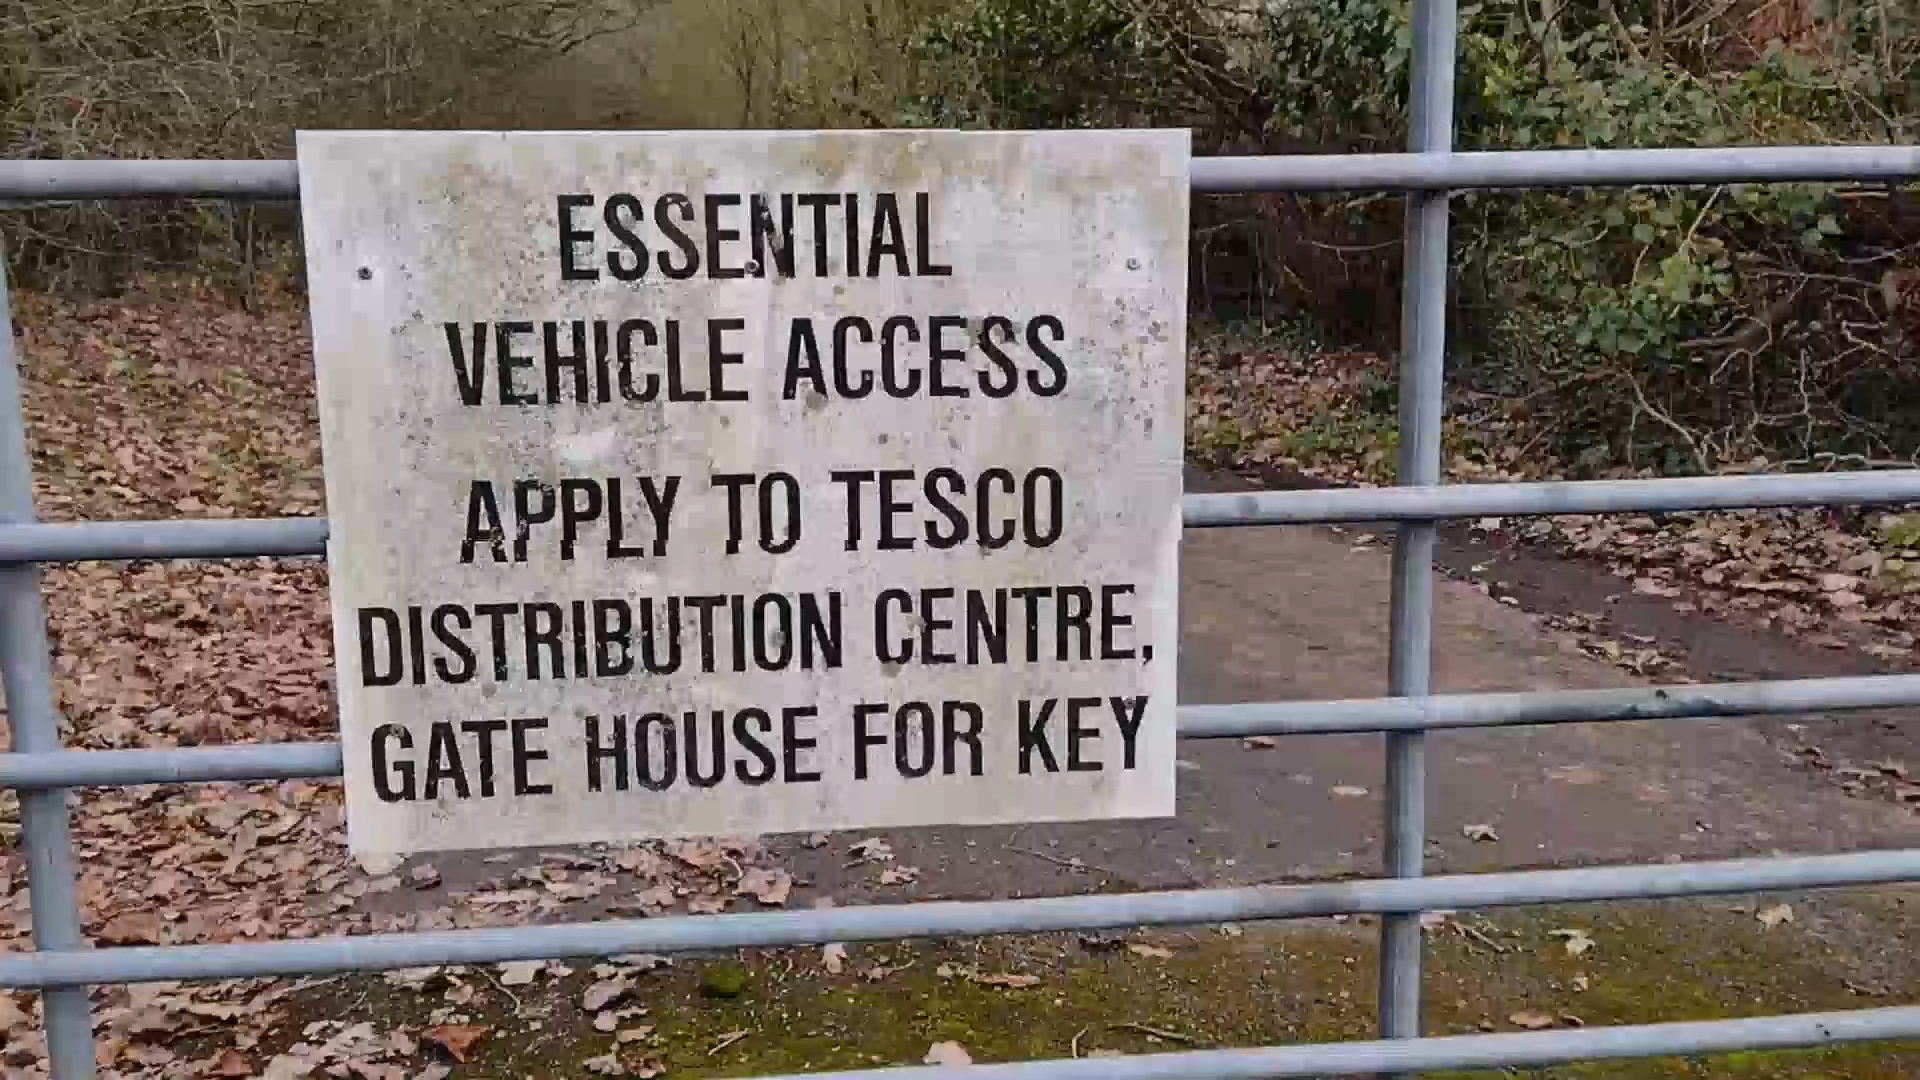 ESSENTIAL
VEHICLE ACCESS
APPLY TO TESCO
DISTRIBUTION CENTRE,
GATE HOUSE FOR KEY